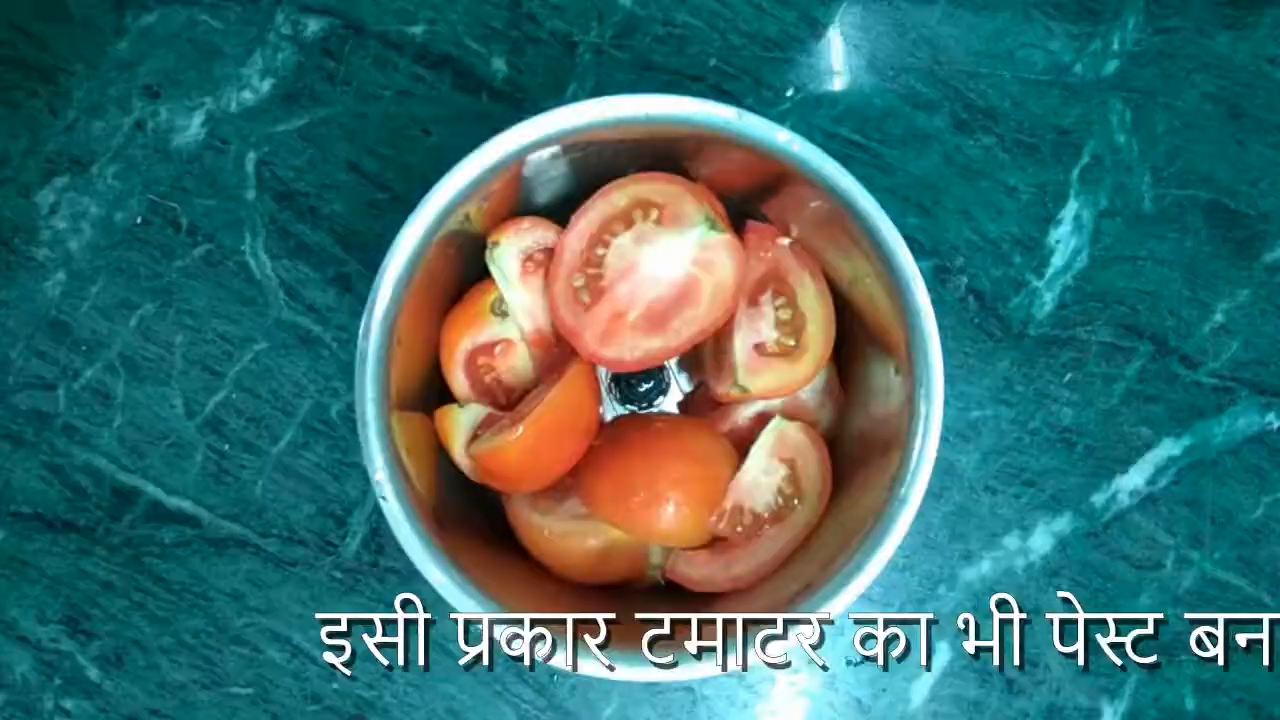 इसी प्रकार टमाटर का भी पेस्ट बन